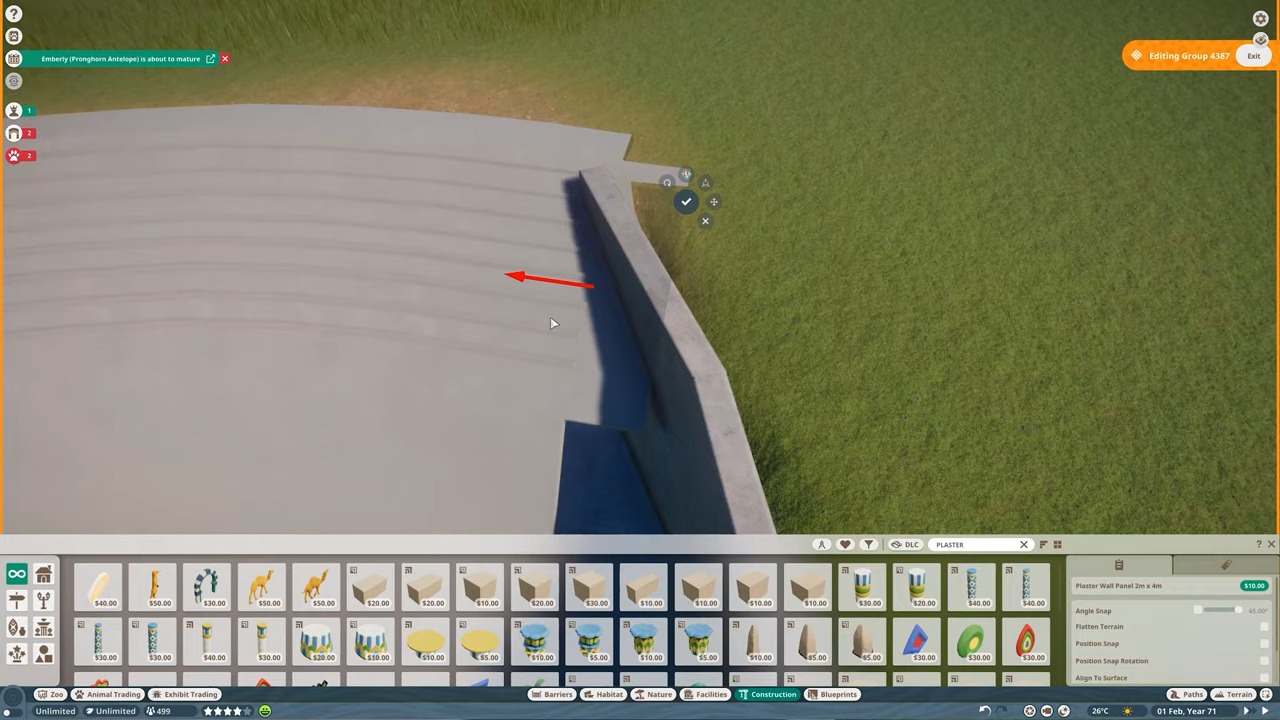 ?
Emberly (Pronghorn Antelope) is about to mature
1
2
2
Editing Group 4387
Exit
DLC
PLASTER
?
$40.00
$50.00
$30.00
$50.00
$50.00
$20.00
$20.00
$10.00
$20.00
$30.00
$10.00
$10.00
$10.00
$10.00
$30.00
$20.00
$40.00
$40.00
$30.00
$30.00
$40.00
$30.00
$20.00
$10.00
$10.00
$5.00
$10.00
$5.00
$10.00
$5.00
$10.00
$5.00
$5.00
$30.00
$30.00
$30.00
Plaster Wall Panel 2m x 4m
$10.00
Angle Snap
45.00°
Flatten Terrain
Position Snap
Position Snap Rotation
Align To Surface
Zoo
Animal Trading
Exhibit Trading
Barriers
Habitat
Nature
Facilities
Construction
Blueprints
Paths
Terrain
Unlimited
Unlimited
499
26°C
01 Feb, Year 71